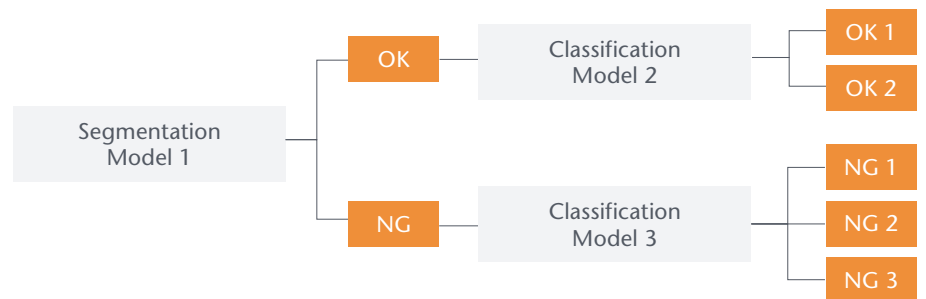 Segmentation
Model 1
OK
Classification
Model 2
OK 1
OK 2
NG
Classification
Model 3
NG 1
NG 2
NG 3